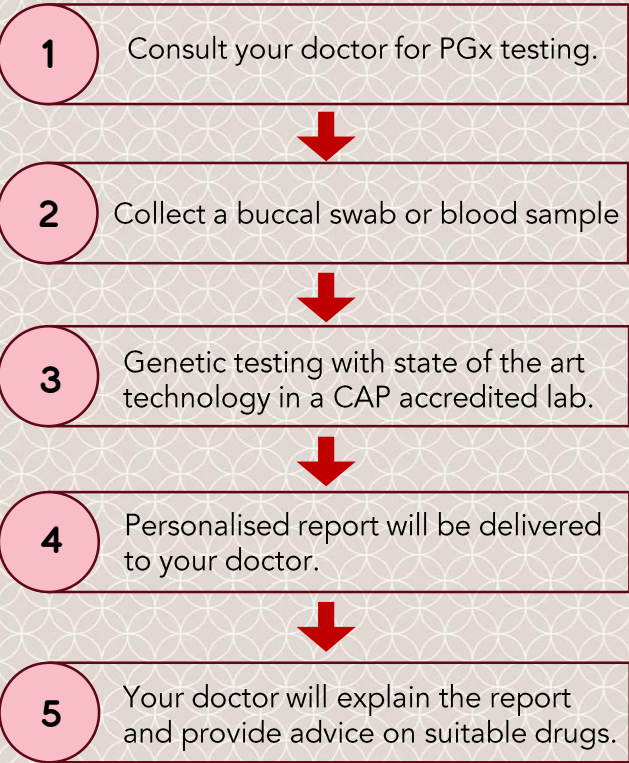 1
Consult your doctor for PGx testing.
2
Collect a buccal swab or blood sample
3
Genetic testing with state of the art
technology in a CAP accredited lab.
4
Personalised report will be delivered
to your doctor.
5
Your doctor will explain the report
and provide advice on suitable drugs.